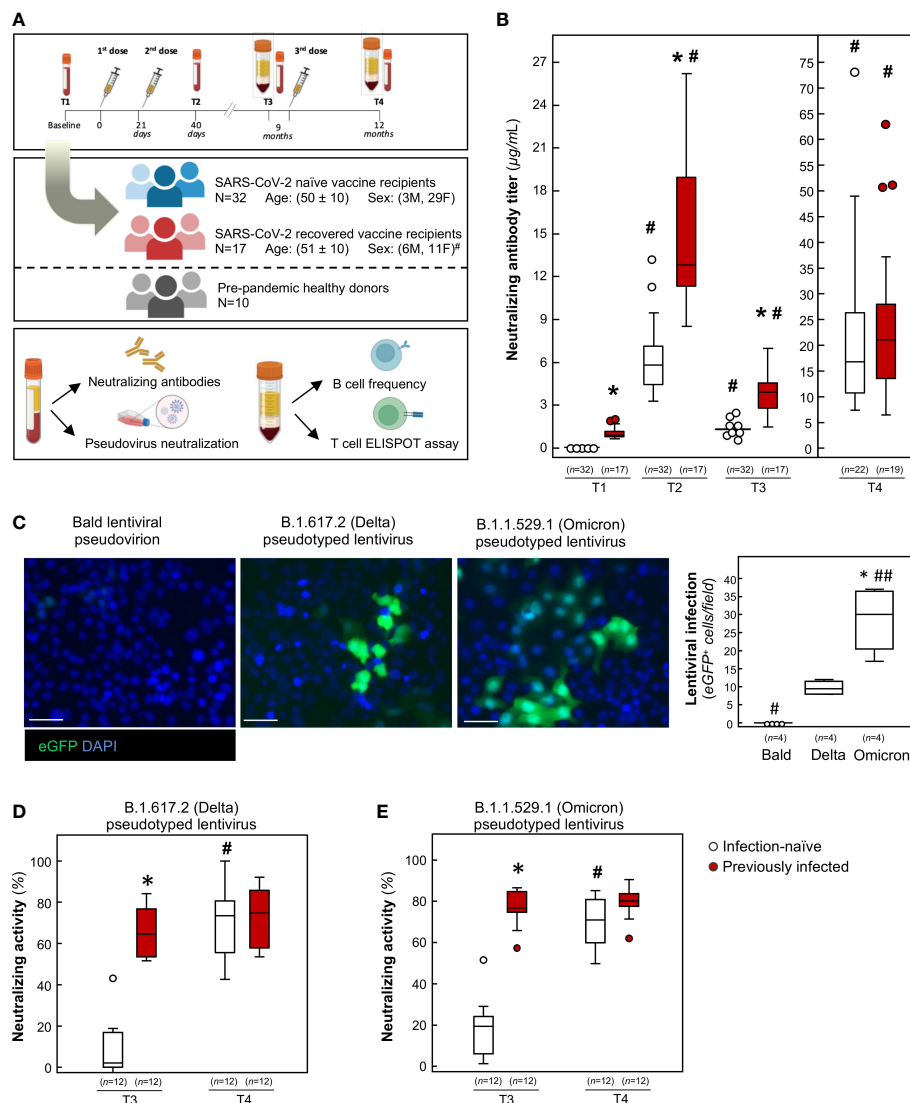 A
1st dose 2nd dose 3rd dose
T1 T2 T3 T4
Baseline 0 21 40 9 12
days days months months
SARS-CoV-2 naïve vaccine recipients
N=32 Age: (50 ± 10) Sex: (3M, 29F)
SARS-CoV-2 recovered vaccine recipients
N=17 Age: (51 ± 10) Sex: (6M, 11F)#
Pre-pandemic healthy donors
N=10
Neutralizing antibodies
Pseudovirus neutralization
B cell frequency
T cell ELISPOT assay
B
Neutralizing antibody titer (µg/mL)
27
24
21
18
15
12
9
6
3
0
75
70
65
60
55
50
45
40
35
30
25
20
15
10
5
0
* # * # # * # # #
(n=32) (n=17) (n=32) (n=17) (n=32) (n=17) (n=22) (n=19)
T1 T2 T3 T4
C
Bald lentiviral
pseudovirion
B.1.617.2 (Delta)
pseudotyped lentivirus
B.1.1.529.1 (Omicron)
pseudotyped lentivirus
eGFP DAPI
Lentiviral infection
(eGFP+ cells/field)
40
35
30
25
20
15
10
5
0
# * ##
(n=4) (n=4) (n=4)
Bald Delta Omicron
D
B.1.617.2 (Delta)
pseudotyped lentivirus
Neutralizing activity (%)
100
80
60
40
20
0
* #
(n=12) (n=12) (n=12) (n=12)
T3 T4
E
B.1.1.529.1 (Omicron)
pseudotyped lentivirus
Neutralizing activity (%)
100
80
60
40
20
0
* #
(n=12) (n=12) (n=12) (n=12)
T3 T4
Infection-naïve
Previously infected